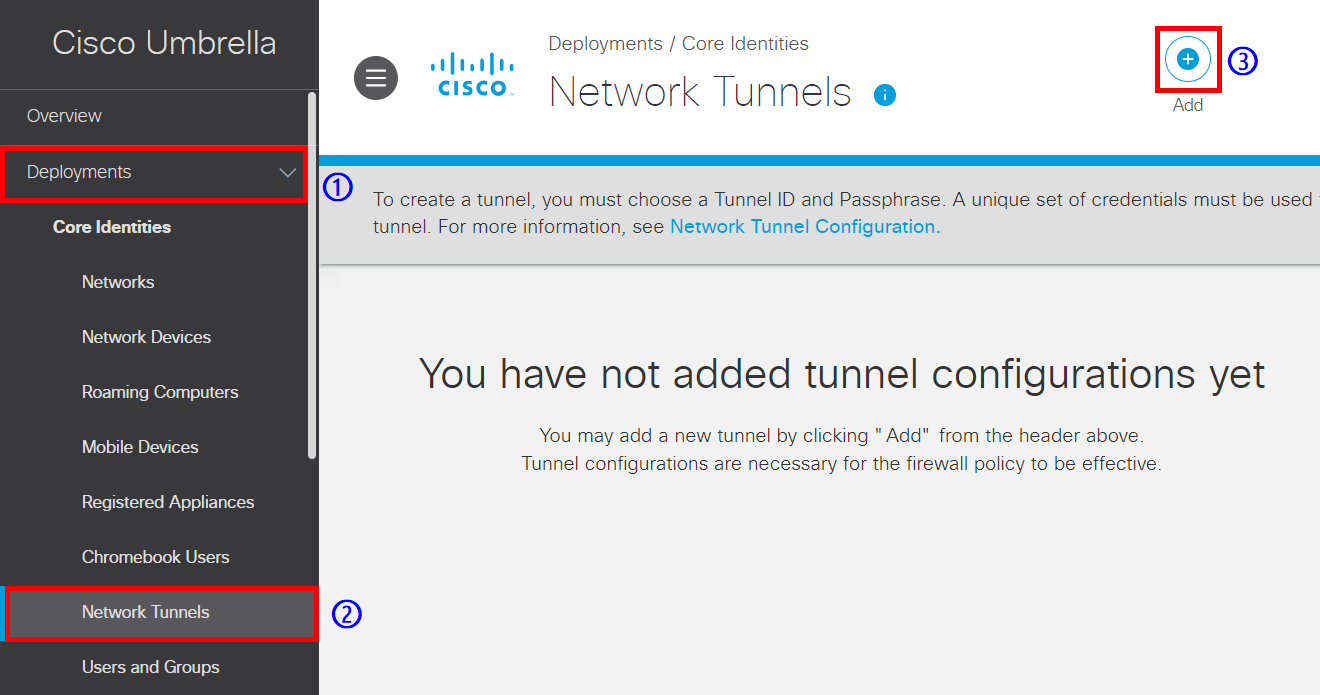 Cisco Umbrella
Overview
Deployments
①
Core Identities
Networks
Network Devices
Roaming Computers
Mobile Devices
Registered Appliances
Chromebook Users
Network Tunnels
②
Users and Groups
CISCO
Deployments / Core Identities
Network Tunnels
i
③
Add
To create a tunnel, you must choose a Tunnel ID and Passphrase. A unique set of credentials must be used
tunnel. For more information, see Network Tunnel Configuration.
You have not added tunnel configurations yet
You may add a new tunnel by clicking "Add" from the header above.
Tunnel configurations are necessary for the firewall policy to be effective.